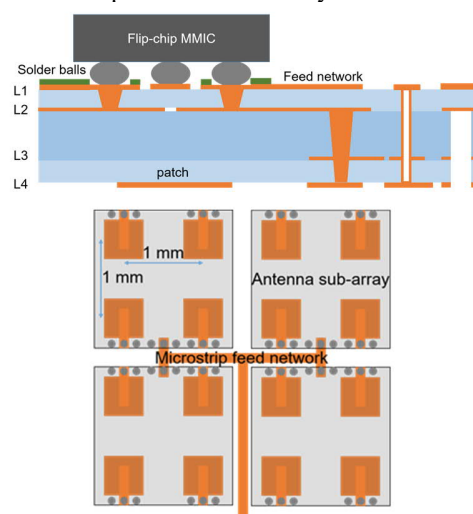 Flip-chip MMIC
Solder balls
Feed network
L1
L2
L3
patch
L4
1 mm
1 mm
Antenna sub-array
Microstrip feed network